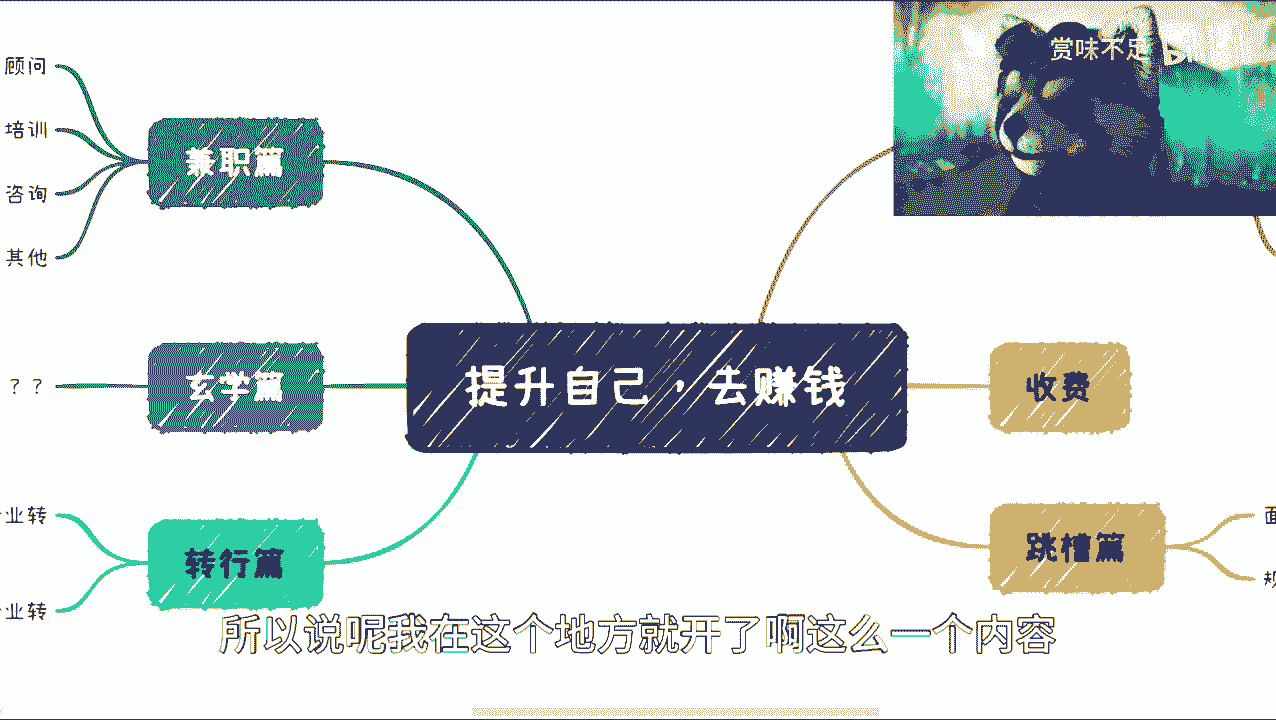 顾问
培训
咨询
其他
兼职篇
赏味不足
玄学篇
？？
提升自己，去赚钱
收费
业转
业转
转行篇
跳槽篇
所以说呢我在这个地方就开了啊这么一个内容